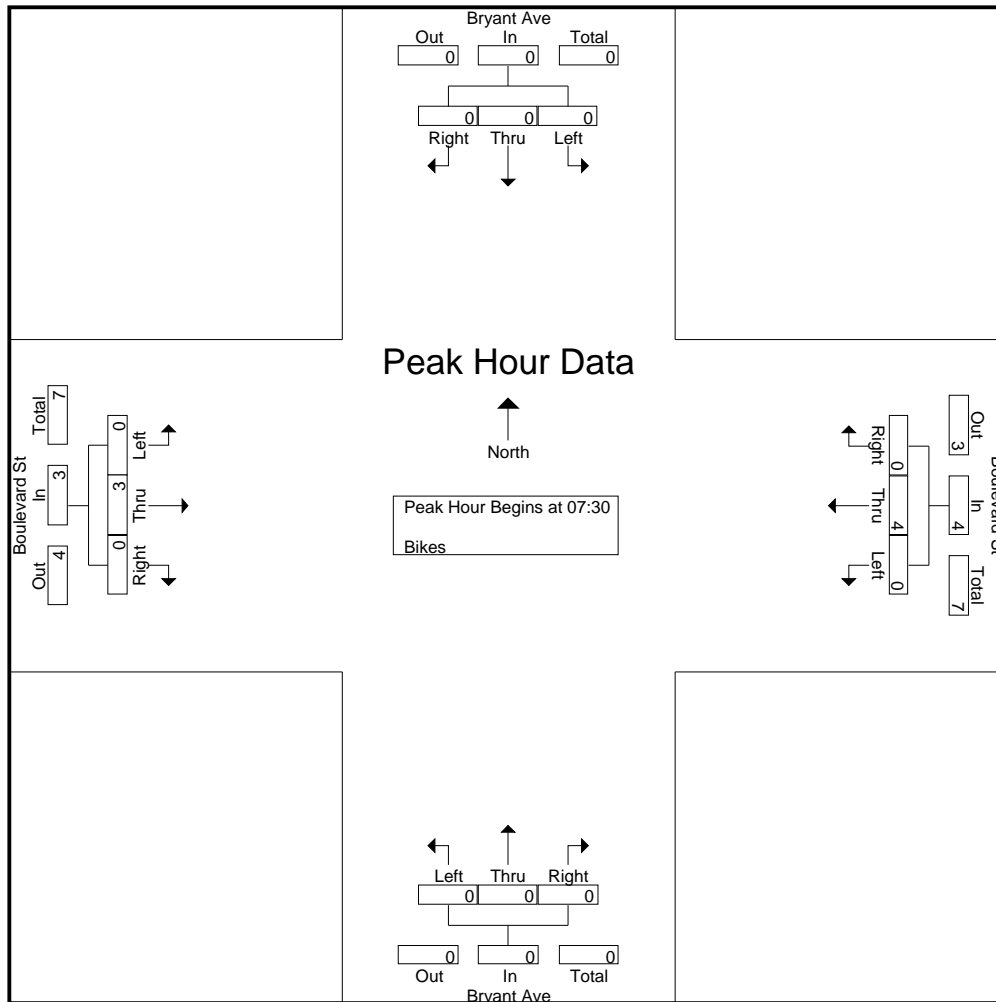 Bryant Ave
Out In Total
0 0 0
0 0 0
Right Thru Left
Peak Hour Data
North
Peak Hour Begins at 07:30
Bikes
Boulevard St
Total In Out
7 3 4
0 3 0
Left Thru Right
Right Thru Left
0 4 0
3 4 7
Out In Total
Boulevard St
Left Thru Right
0 0 0
0 0 0
Out In Total
Bryant Ave